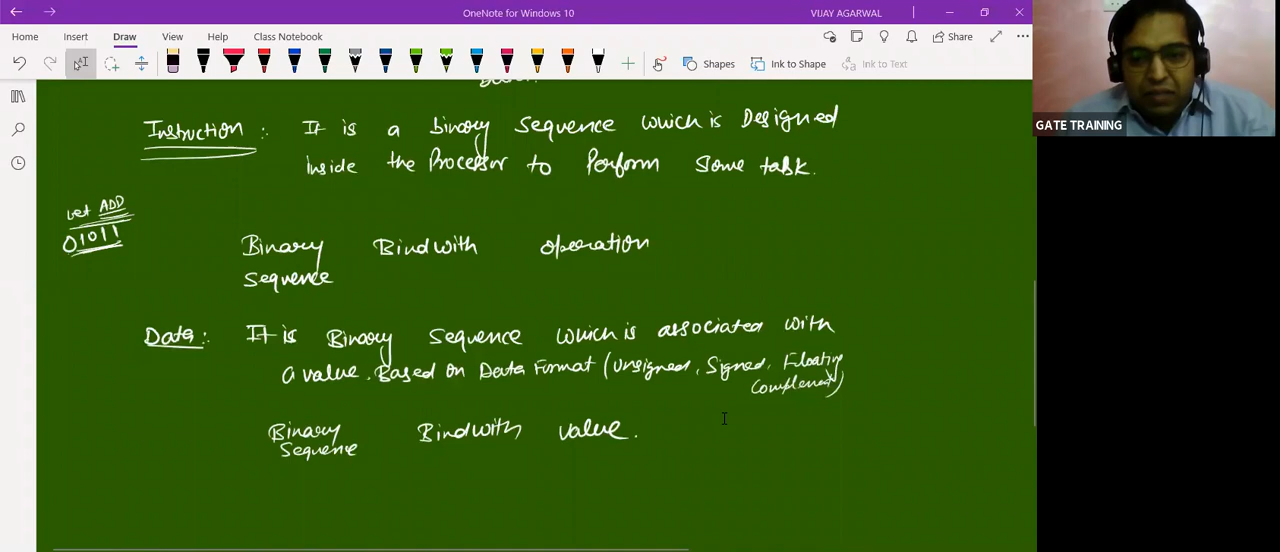 OneNote for Windows 10
VIJAY AGARWAL
Home Insert Draw View Help Class Notebook
Share
Shapes Ink to Shape Ink to Text
GATE TRAINING
Instruction : It is a binary Sequence which is Designed
inside the Processor to Perform Some task.
let ADD
01011
Binary Bind with operation
Sequence
Data : It is Binary Sequence which is associated with
a value. Based on Data Format (Unsigned, Signed, Floating
Complement)
Binary Bind with value.
Sequence